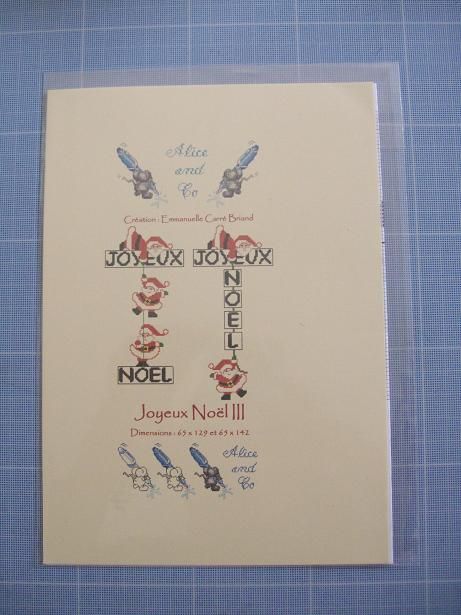 Alice
and
Co
Création : Emmanuelle Carré Briand
JOYEUX
NOEL
JOYEUX
N
O
Ë
L
Joyeux Noël III
Dimensions : 65 x 129 et 65 x 142
Alice
and
Co